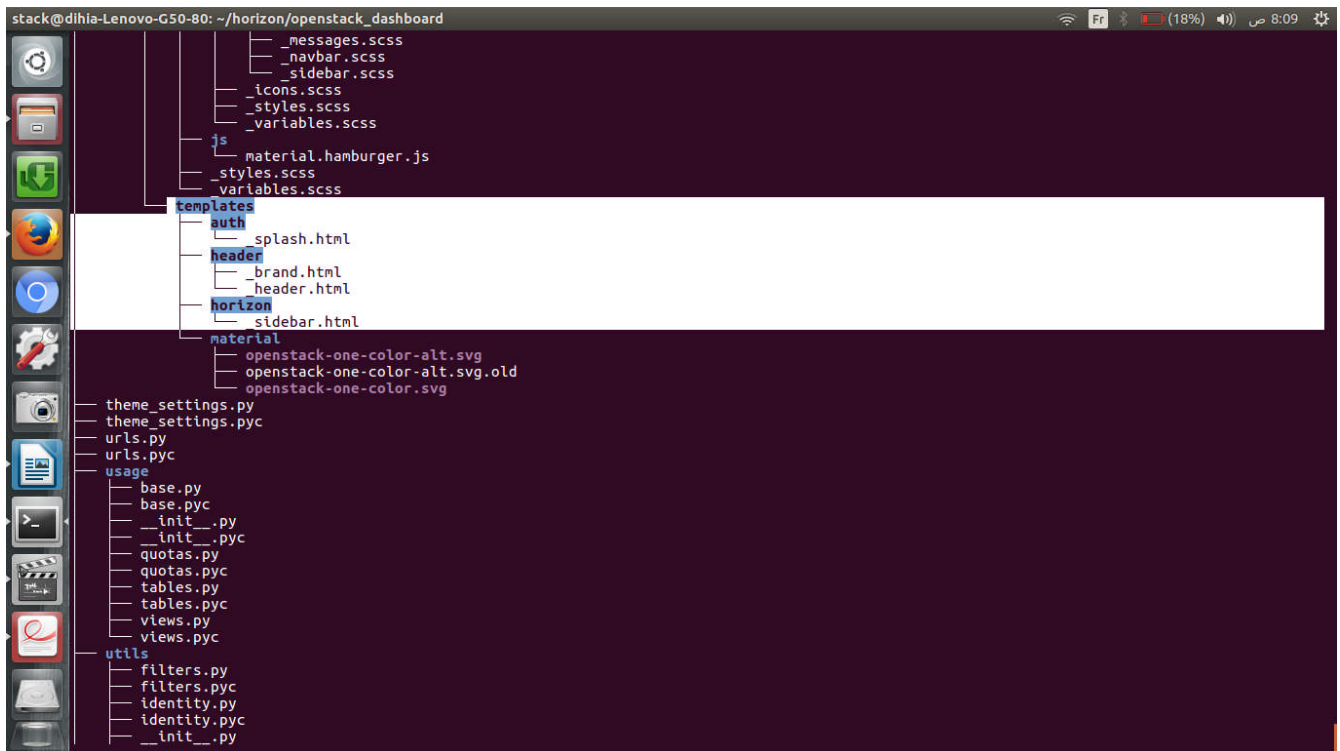 stack@dihia-Lenovo-G50-80: ~/horizon/openstack_dashboard Fr (18%) 8:09 ص
├── _messages.scss
├── _navbar.scss
└── _sidebar.scss
├── _icons.scss
├── _styles.scss
└── _variables.scss
├── js
└── material.hamburger.js
├── _styles.scss
└── _variables.scss
└── templates
├── auth
└── _splash.html
├── header
├── _brand.html
└── _header.html
├── horizon
└── _sidebar.html
└── material
├── openstack-one-color-alt.svg
├── openstack-one-color-alt.svg.old
└── openstack-one-color.svg
├── theme_settings.py
├── theme_settings.pyc
├── urls.py
├── urls.pyc
├── usage
├── base.py
├── base.pyc
├── __init__.py
├── __init__.pyc
├── quotas.py
├── quotas.pyc
├── tables.py
├── tables.pyc
├── views.py
└── views.pyc
├── utils
├── filters.py
├── filters.pyc
├── identity.py
├── identity.pyc
├── __init__.py